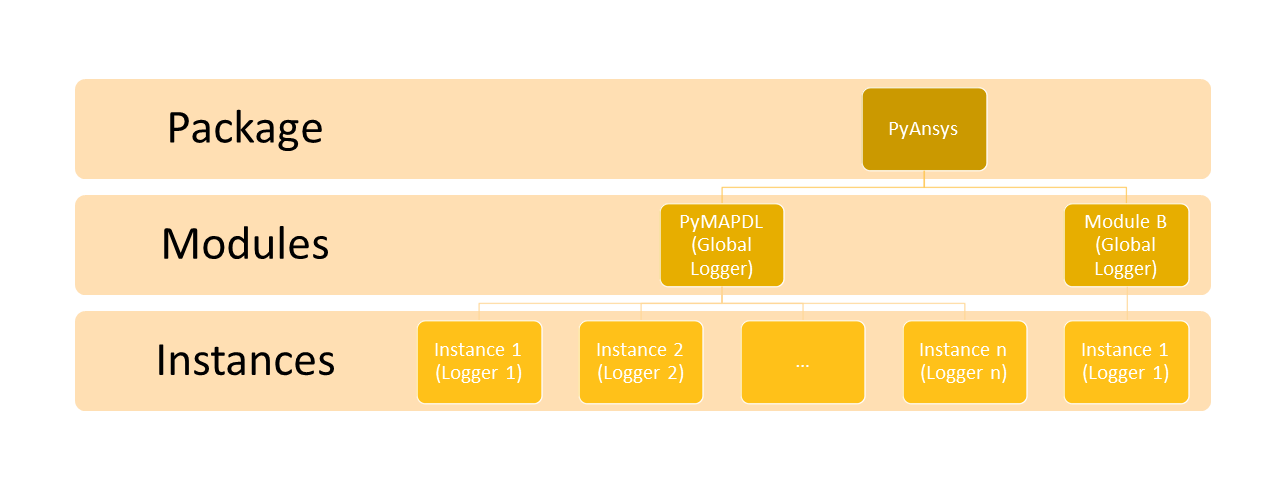 Package
PyAnsys
Modules
PyMAPDL
(Global
Logger)
Module B
(Global
Logger)
Instances
Instance 1
(Logger 1)
Instance 2
(Logger 2)
...
Instance n
(Logger n)
Instance 1
(Logger 1)